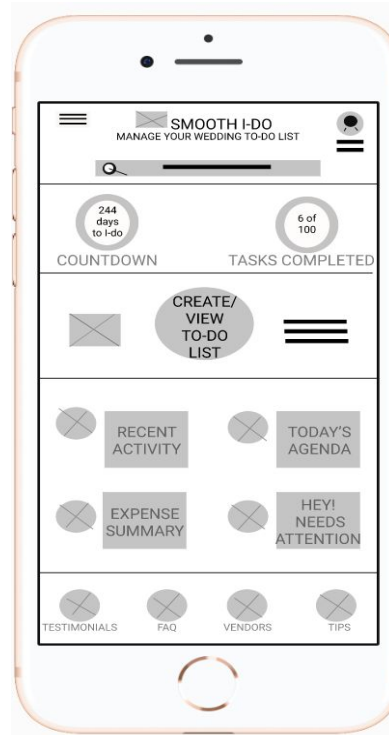 SMOOTH I-DO
MANAGE YOUR WEDDING TO-DO LIST
244
days
to I-do
6 of
100
COUNTDOWN
TASKS COMPLETED
CREATE/
VIEW
TO-DO
LIST
RECENT
ACTIVITY
TODAY'S
AGENDA
EXPENSE
SUMMARY
HEY!
NEEDS
ATTENTION
TESTIMONIALS
FAQ
VENDORS
TIPS